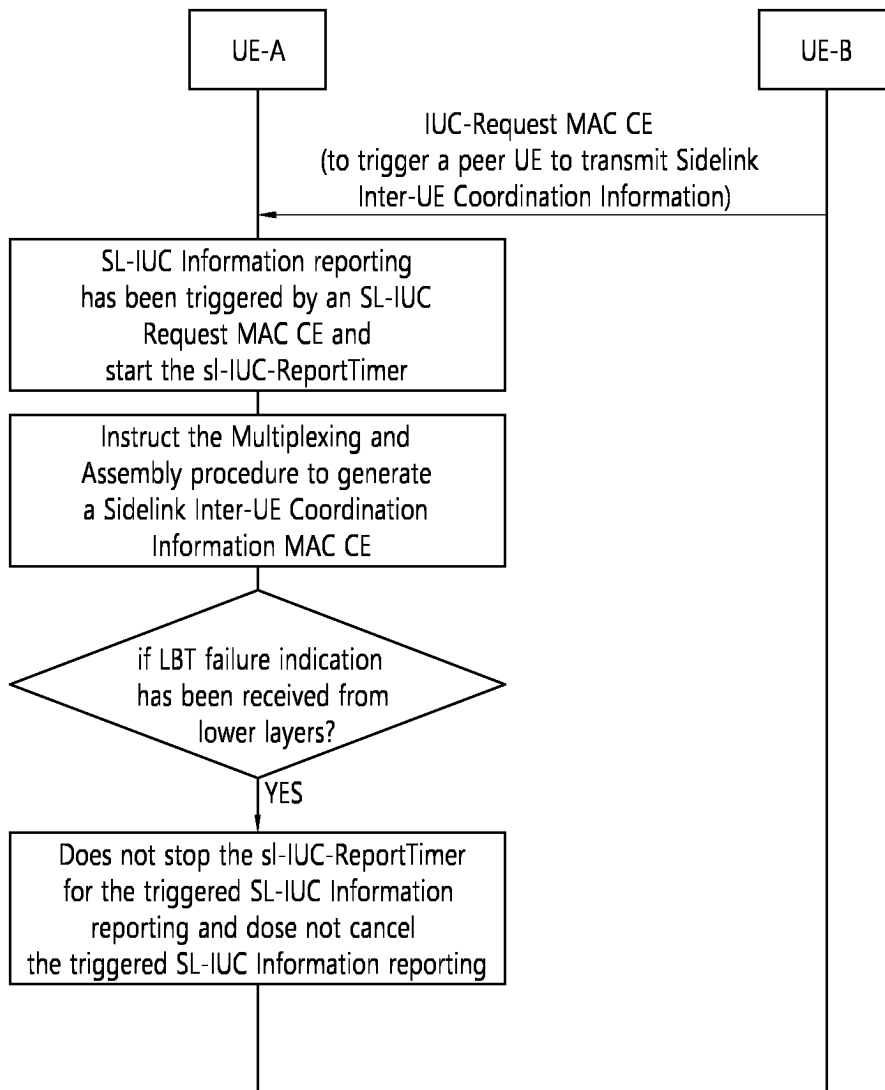 UE-A
UE-B
IUC-Request MAC CE
(to trigger a peer UE to transmit Sidelink
Inter-UE Coordination Information)
SL-IUC Information reporting
has been triggered by an SL-IUC
Request MAC CE and
start the sl-IUC-ReportTimer
Instruct the Multiplexing and
Assembly procedure to generate
a Sidelink Inter-UE Coordination
Information MAC CE
if LBT failure indication
has been received from
lower layers?
YES
Does not stop the sl-IUC-ReportTimer
for the triggered SL-IUC Information
reporting and dose not cancel
the triggered SL-IUC Information reporting